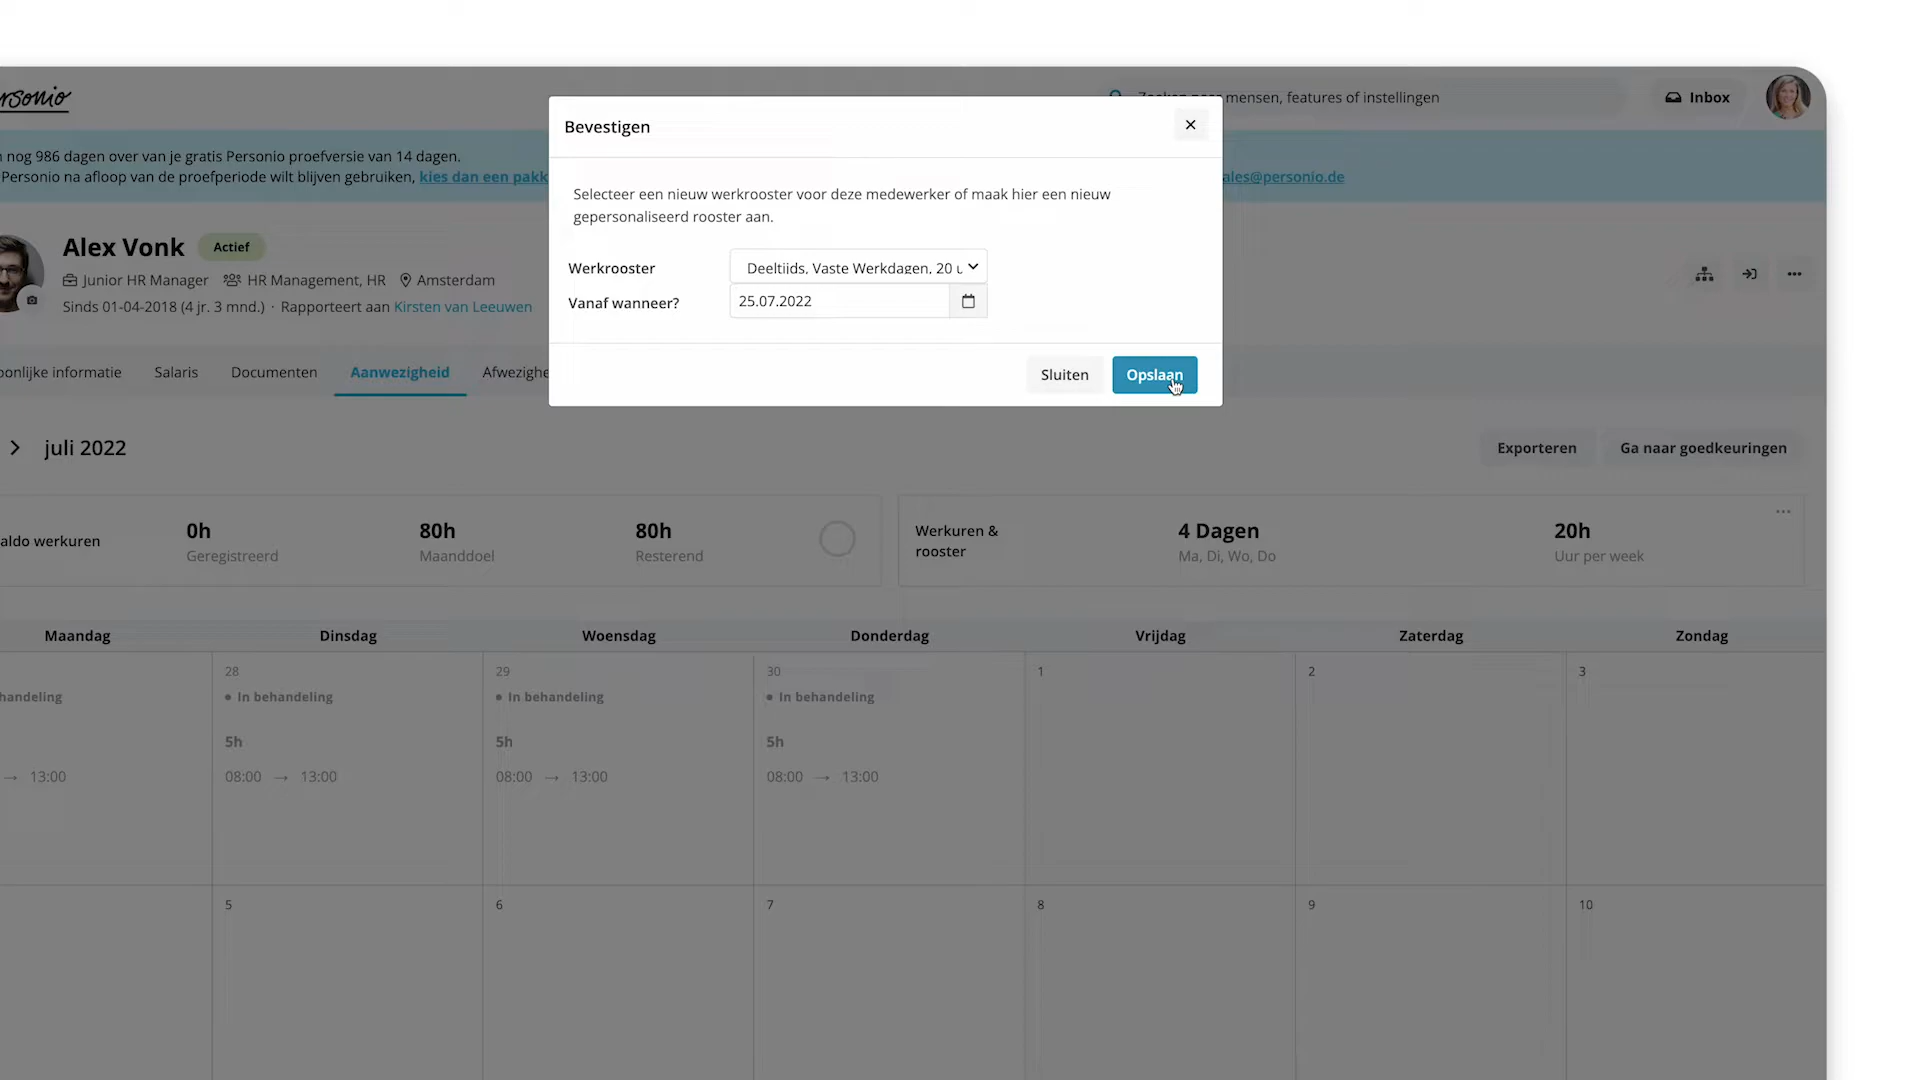 mensen, features of instellingen
Inbox
nog 986 dagen over van je gratis Personio proefversie van 14 dagen.
Personio na afloop van de proefperiode wilt blijven gebruiken, kies dan een pakk
ales@personio.de
Bevestigen
Selecteer een nieuw werkrooster voor deze medewerker of maak hier een nieuw
gepersonaliseerd rooster aan.
Werkrooster
Deeltijds, Vaste Werkdagen, 20 u
Vanaf wanneer?
25.07.2022
Sluiten
Opslaan
Alex Vonk
Actief
Junior HR Manager HR Management, HR Amsterdam
Sinds 01-04-2018 (4 jr. 3 mnd.) · Rapporteert aan Kirsten van Leeuwen
oonlijke informatie
Salaris
Documenten
Aanwezigheid
Afwezighe
juli 2022
Exporteren
Ga naar goedkeuringen
aldo werkuren
0h
Geregistreerd
80h
Maanddoel
80h
Resterend
Werkuren &
rooster
4 Dagen
Ma, Di, Wo, Do
20h
Uur per week
Maandag
Dinsdag
Woensdag
Donderdag
Vrijdag
Zaterdag
Zondag
handeling
→ 13:00
28
• In behandeling
5h
08:00 → 13:00
29
• In behandeling
5h
08:00 → 13:00
30
• In behandeling
5h
08:00 → 13:00
1
2
3
5
6
7
8
9
10